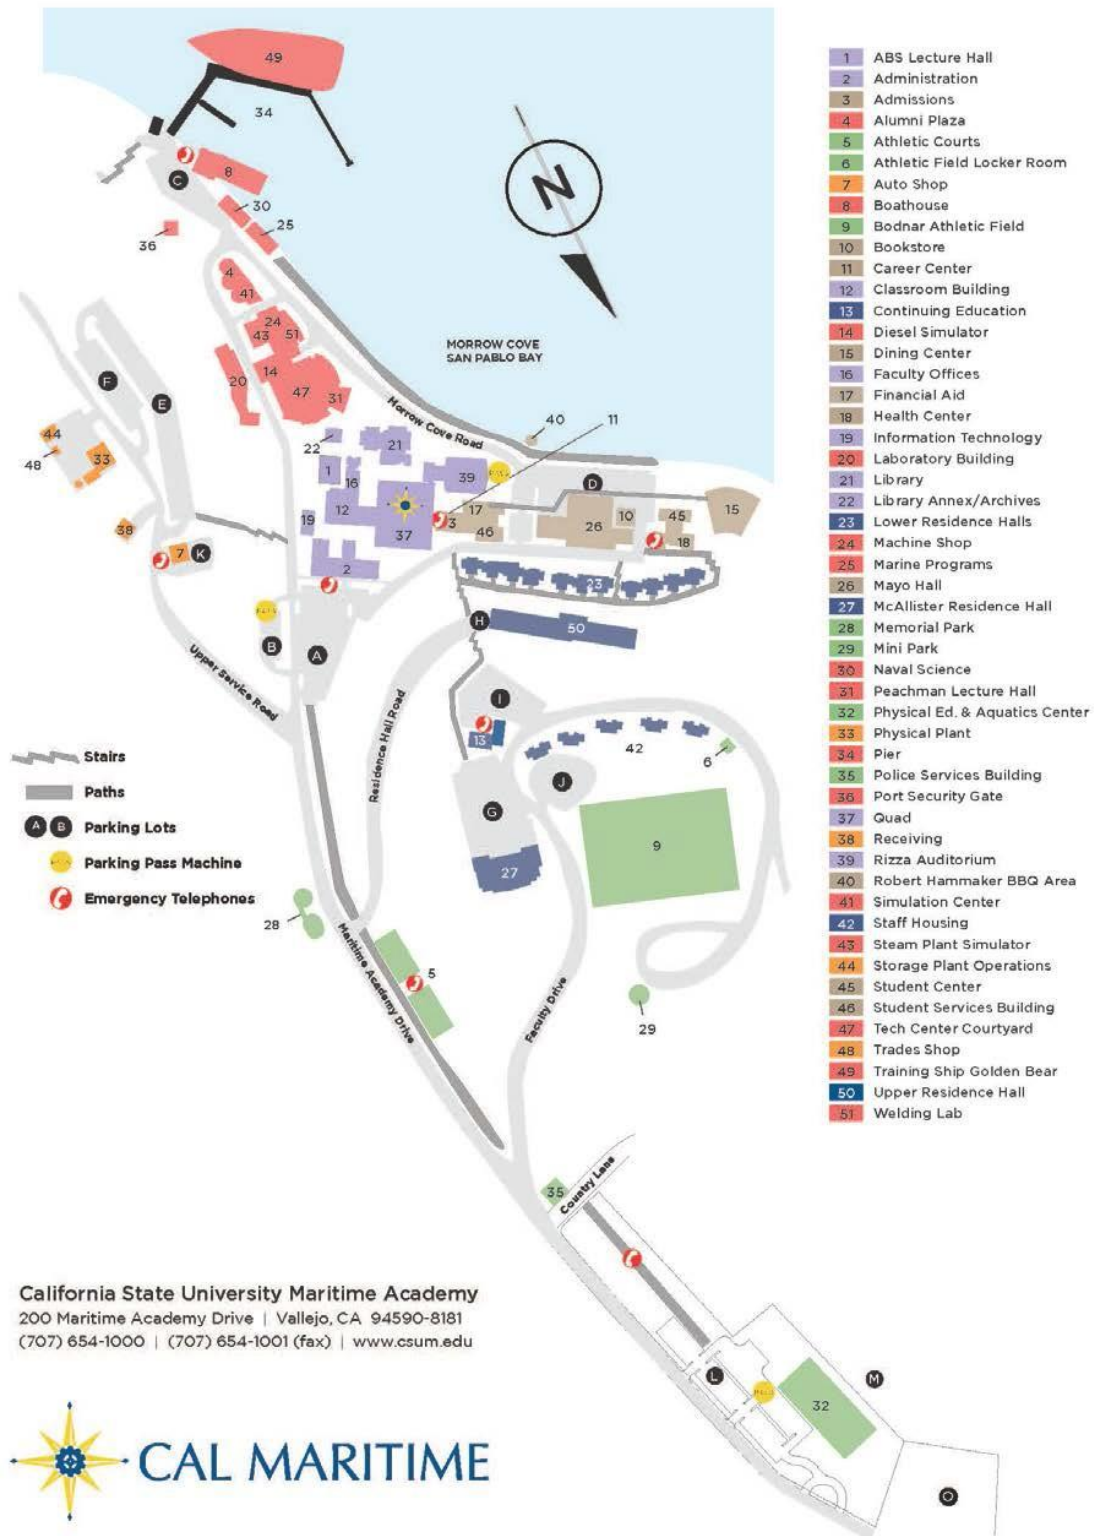 49
34
C
8
30
25
36
4
41
24
43
51
14
47
20
31
MORROW COVE
SAN PABLO BAY
N
Morrow Cove Road
40
11
F
E
44
48
33
38
7
K
22
21
1
16
39
12
19
37
2
17
3
46
D
26
10
45
18
15
23
H
50
B
A
Upper Service Road
Residence Hall Road
I
13
42
6
J
G
9
27
28
5
29
Maritime Academy Drive
Faculty Drive
35
Country Lane
L
M
32
O
Stairs
Paths
A B Parking Lots
Parking Pass Machine
Emergency Telephones
1 ABS Lecture Hall
2 Administration
3 Admissions
4 Alumni Plaza
5 Athletic Courts
6 Athletic Field Locker Room
7 Auto Shop
8 Boathouse
9 Bodnar Athletic Field
10 Bookstore
11 Career Center
12 Classroom Building
13 Continuing Education
14 Diesel Simulator
15 Dining Center
16 Faculty Offices
17 Financial Aid
18 Health Center
19 Information Technology
20 Laboratory Building
21 Library
22 Library Annex/Archives
23 Lower Residence Halls
24 Machine Shop
25 Marine Programs
26 Mayo Hall
27 McAllister Residence Hall
28 Memorial Park
29 Mini Park
30 Naval Science
31 Peachman Lecture Hall
32 Physical Ed. & Aquatics Center
33 Physical Plant
34 Pier
35 Police Services Building
36 Port Security Gate
37 Quad
38 Receiving
39 Rizza Auditorium
40 Robert Hammaker BBQ Area
41 Simulation Center
42 Staff Housing
43 Steam Plant Simulator
44 Storage Plant Operations
45 Student Center
46 Student Services Building
47 Tech Center Courtyard
48 Trades Shop
49 Training Ship Golden Bear
50 Upper Residence Hall
51 Welding Lab
California State University Maritime Academy
200 Maritime Academy Drive | Vallejo, CA 94590-8181
(707) 654-1000 | (707) 654-1001 (fax) | www.csum.edu
CAL MARITIME